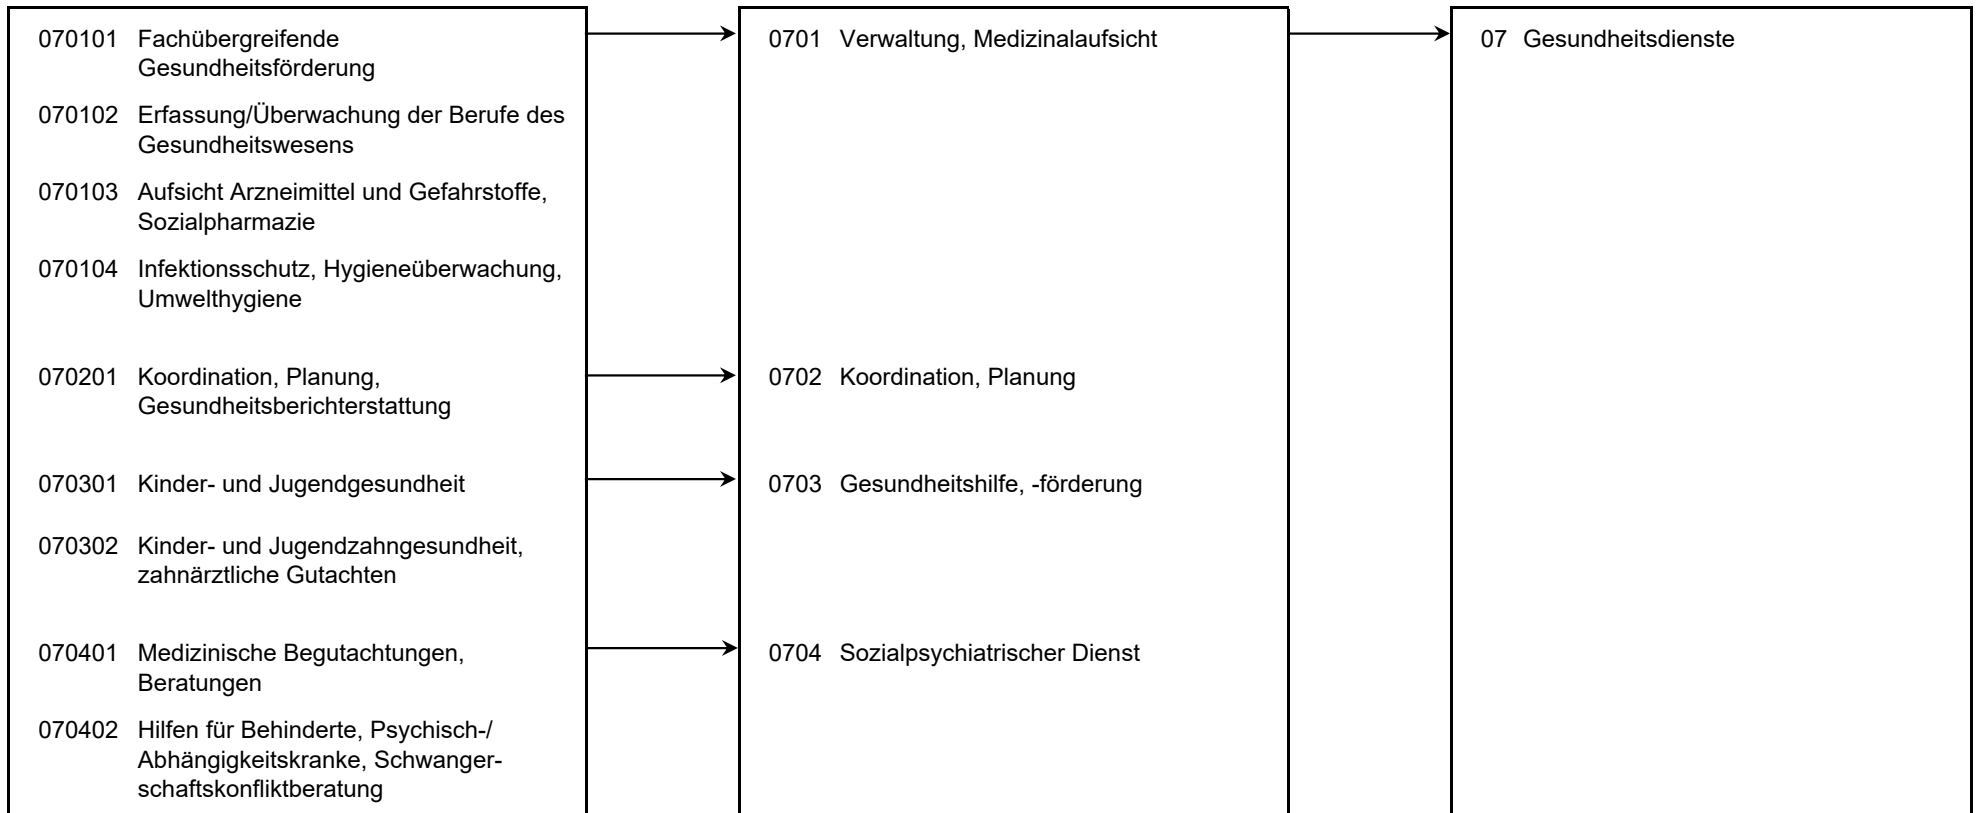 070101 Fachübergreifende
Gesundheitsförderung
070102 Erfassung/Überwachung der Berufe des
Gesundheitswesens
070103 Aufsicht Arzneimittel und Gefahrstoffe,
Sozialpharmazie
070104 Infektionsschutz, Hygieneüberwachung,
Umwelthygiene
070201 Koordination, Planung,
Gesundheitsberichterstattung
070301 Kinder- und Jugendgesundheit
070302 Kinder- und Jugendzahngesundheit,
zahnärztliche Gutachten
070401 Medizinische Begutachtungen,
Beratungen
070402 Hilfen für Behinderte, Psychisch-/
Abhängigkeitskranke, Schwanger-
schaftskonfliktberatung
0701 Verwaltung, Medizinalaufsicht
0702 Koordination, Planung
0703 Gesundheitshilfe, -förderung
0704 Sozialpsychiatrischer Dienst
07 Gesundheitsdienste